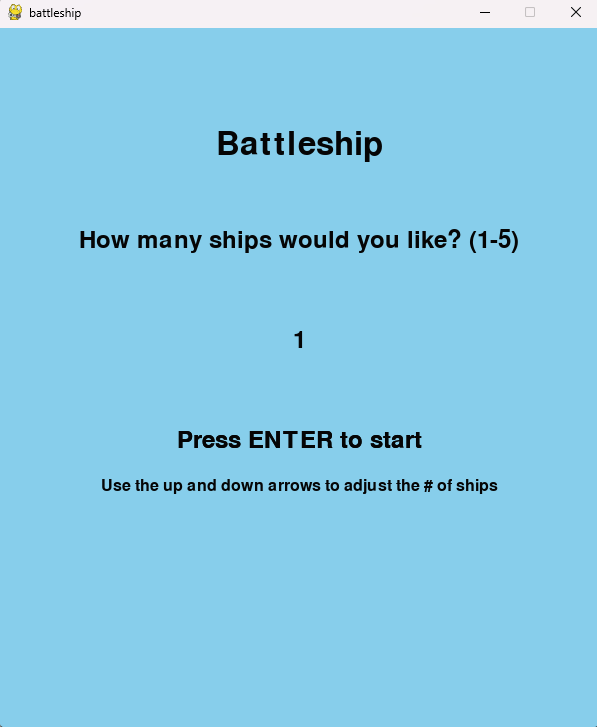 battleship
Battleship
How many ships would you like? (1-5)
1
Press ENTER to start
Use the up and down arrows to adjust the # of ships